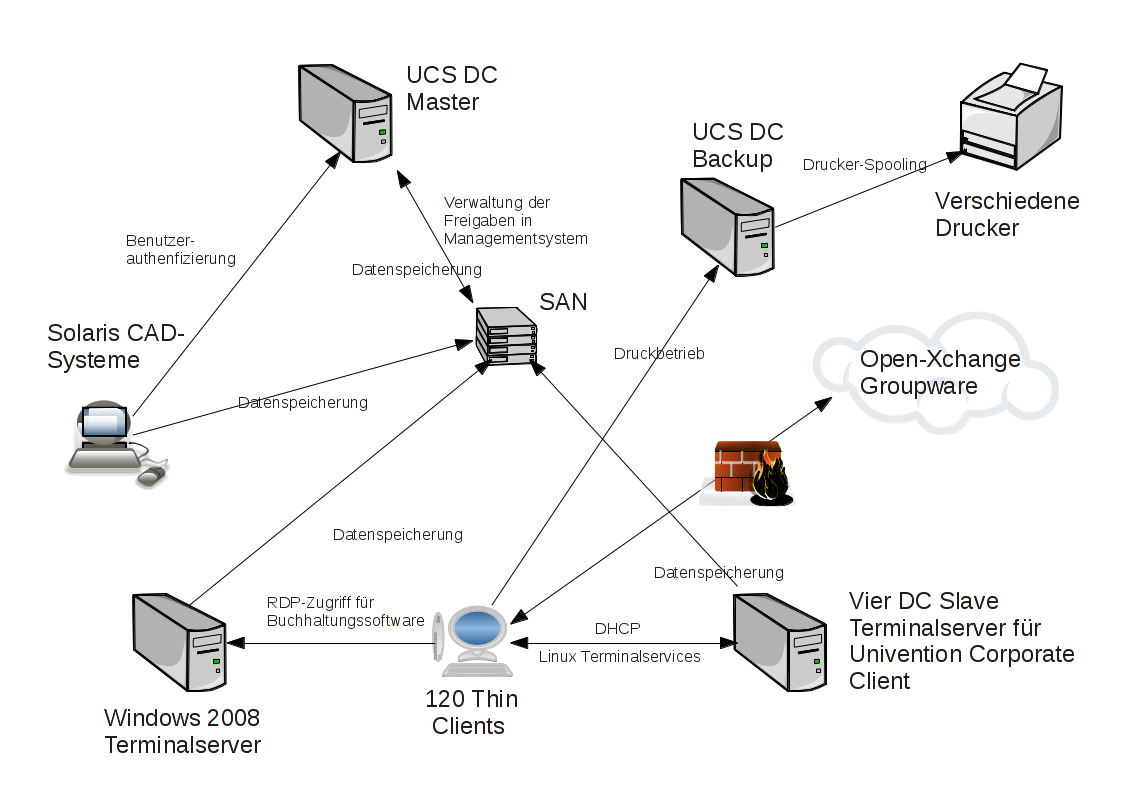 UCS DC
Master
UCS DC
Backup
Drucker-Spooling
Verschiedene
Drucker
Verwaltung der
Freigaben in
Managementsystem
Benutzer-
authenfizierung
Datenspeicherung
SAN
Solaris CAD-
Systeme
Druckbetrieb
Open-Xchange
Groupware
Datenspeicherung
Datenspeicherung
Datenspeicherung
RDP-Zugriff für
Buchhaltungssoftware
DHCP
Linux Terminalservices
Vier DC Slave
Terminalserver für
Univention Corporate
Client
120 Thin
Clients
Windows 2008
Terminalserver